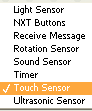 Light Sensor
NXT Buttons
Receive Message
Rotation Sensor
Sound Sensor
Timer
Touch Sensor
Ultrasonic Sensor